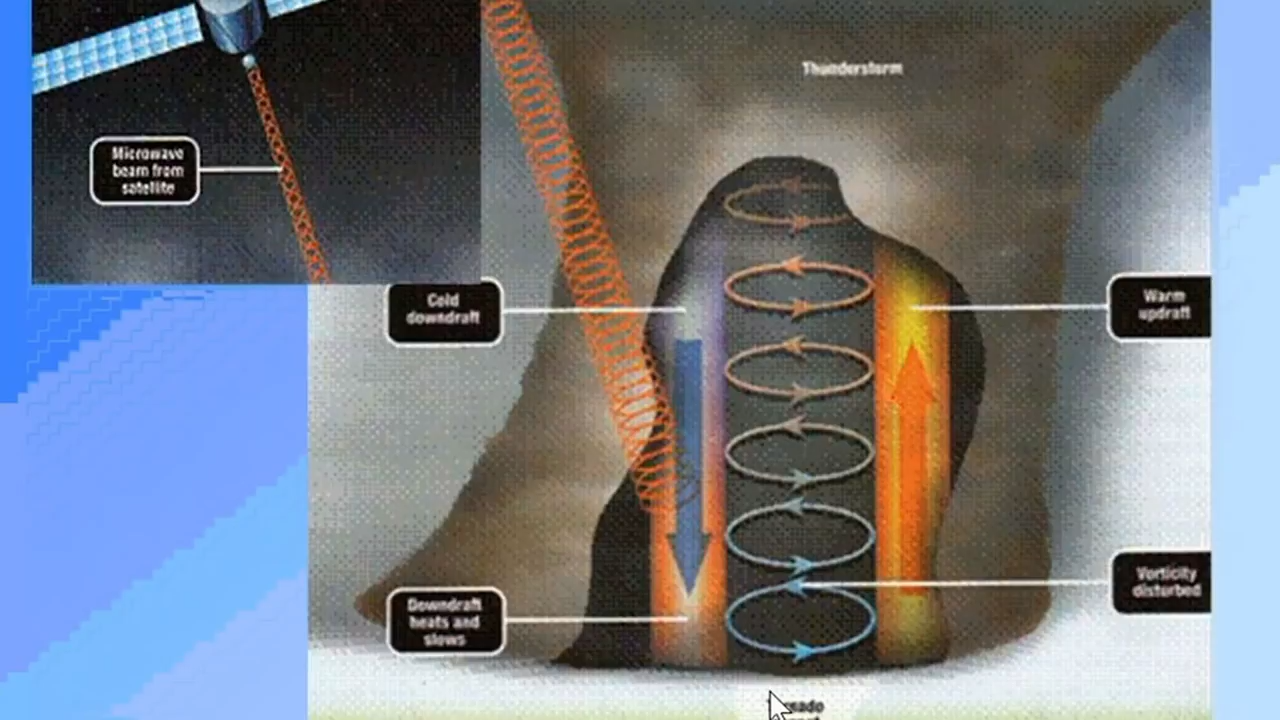 Thunderstorm
Microwave
beam from
satellite
Cold
downdraft
Warm
updraft
Vorticity
disturbed
Downdraft
heats and
slows